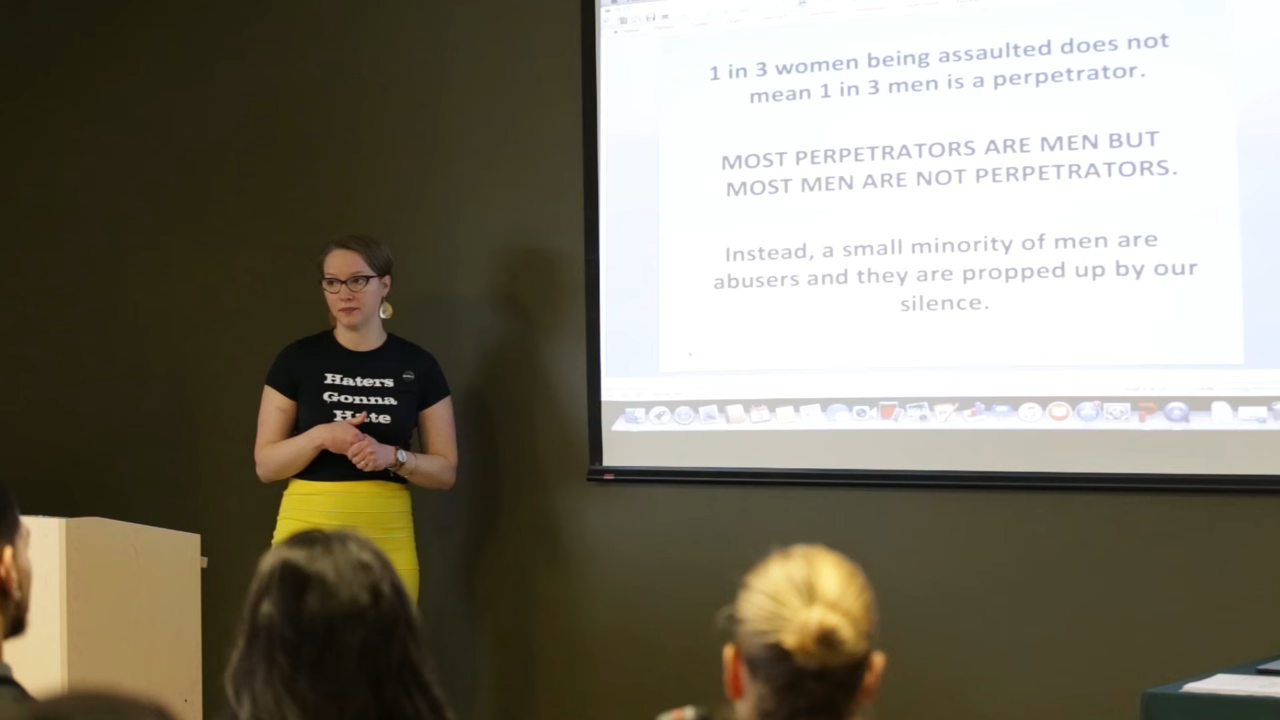 1 in 3 women being assaulted does not
mean 1 in 3 men is a perpetrator.
MOST PERPETRATORS ARE MEN BUT
MOST MEN ARE NOT PERPETRATORS.
Instead, a small minority of men are
abusers and they are propped up by our
silence.
Haters
Gonna
Hate